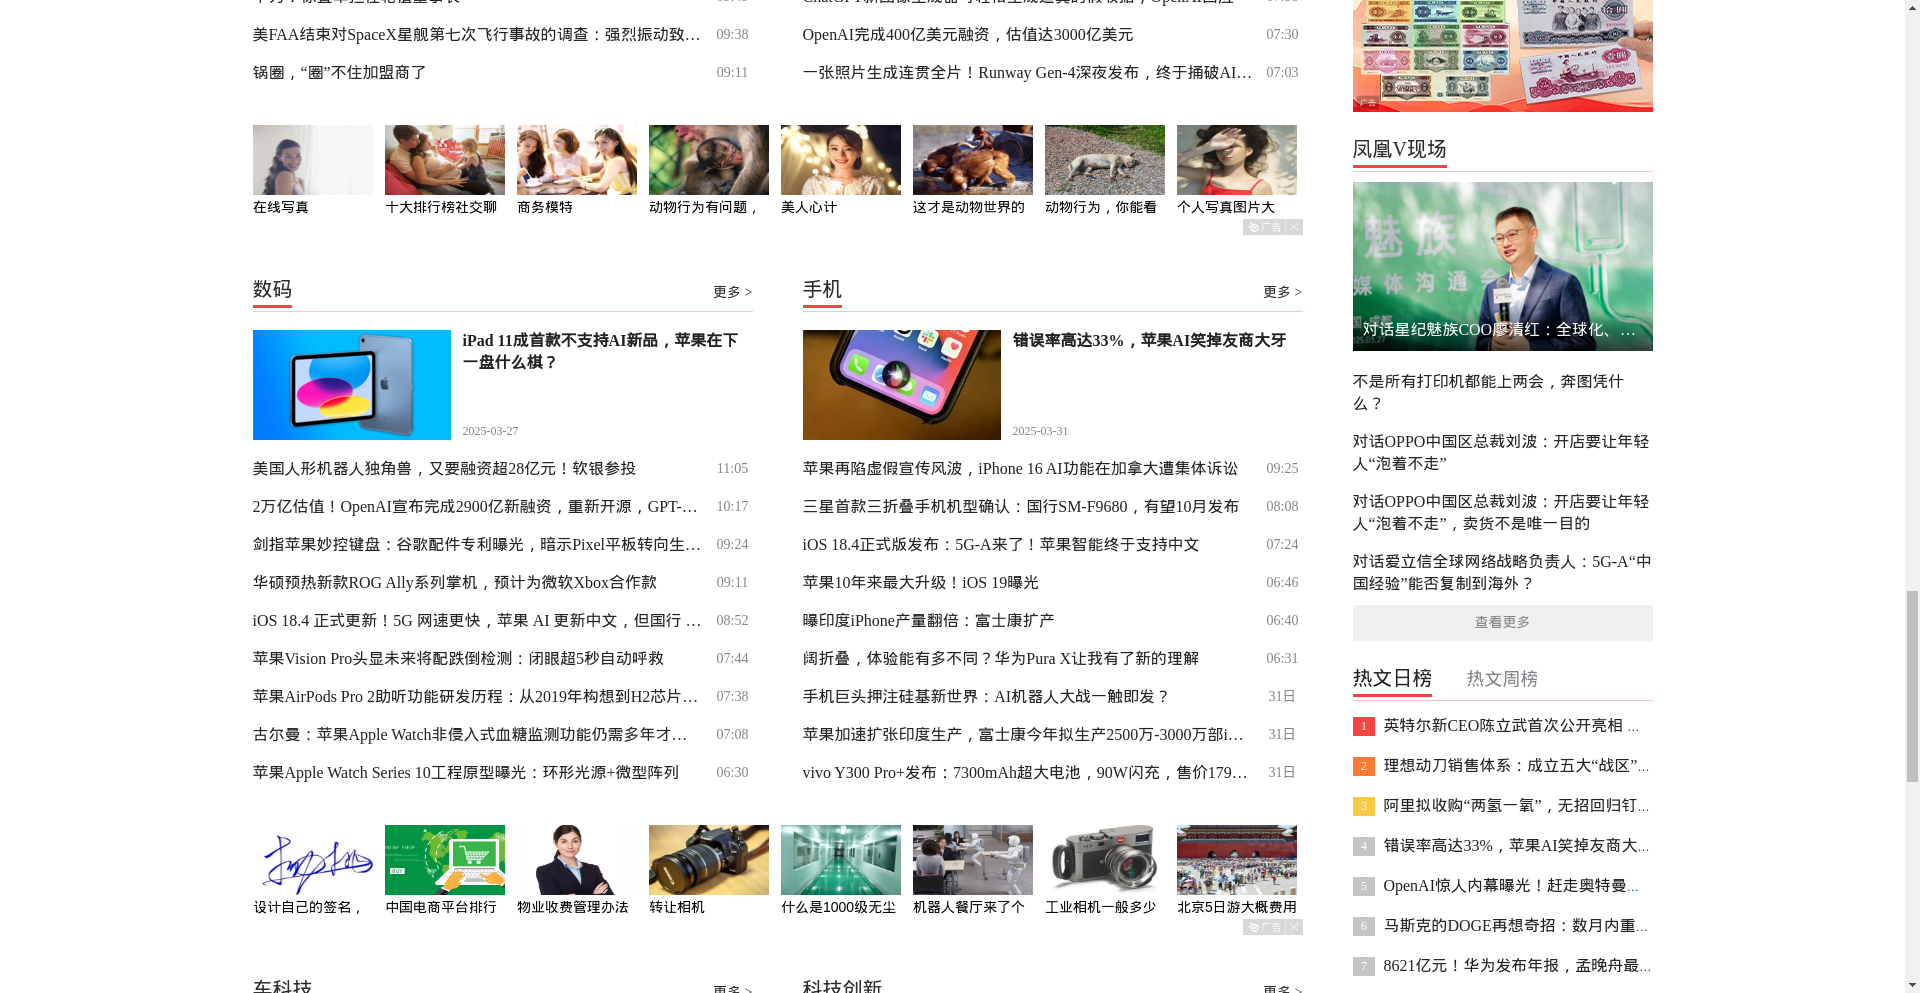 美FAA结束对SpaceX星舰第七次飞行事故的调查：强烈振动致… 09:38
锅圈，“圈”不住加盟商了 09:11
OpenAI完成400亿美元融资，估值达3000亿美元 07:30
一张照片生成连贯全片！Runway Gen-4深夜发布，终于捅破AI… 07:03
在线写真
十大排行榜社交聊
商务模特
动物行为有问题，
美人心计
这才是动物世界的
动物行为，你能看
个人写真图片大
广告
数码 更多 >
iPad 11成首款不支持AI新品，苹果在下
一盘什么棋？
2025-03-27
美国人形机器人独角兽，又要融资超28亿元！软银参投 11:05
2万亿估值！OpenAI宣布完成2900亿新融资，重新开源，GPT-… 10:17
剑指苹果妙控键盘：谷歌配件专利曝光，暗示Pixel平板转向生… 09:24
华硕预热新款ROG Ally系列掌机，预计为微软Xbox合作款 09:11
iOS 18.4 正式更新！5G 网速更快，苹果 AI 更新中文，但国行 … 08:52
苹果Vision Pro头显未来将配跌倒检测：闭眼超5秒自动呼救 07:44
苹果AirPods Pro 2助听功能研发历程：从2019年构想到H2芯片… 07:38
古尔曼：苹果Apple Watch非侵入式血糖监测功能仍需多年才… 07:08
苹果Apple Watch Series 10工程原型曝光：环形光源+微型阵列 06:30
手机 更多 >
错误率高达33%，苹果AI笑掉友商大牙
2025-03-31
苹果再陷虚假宣传风波，iPhone 16 AI功能在加拿大遭集体诉讼 09:25
三星首款三折叠手机机型确认：国行SM-F9680，有望10月发布 08:08
iOS 18.4正式版发布：5G-A来了！苹果智能终于支持中文 07:24
苹果10年来最大升级！iOS 19曝光 06:46
曝印度iPhone产量翻倍：富士康扩产 06:40
阔折叠，体验能有多不同？华为Pura X让我有了新的理解 06:31
手机巨头押注硅基新世界：AI机器人大战一触即发？ 31日
苹果加速扩张印度生产，富士康今年拟生产2500万-3000万部i… 31日
vivo Y300 Pro+发布：7300mAh超大电池，90W闪充，售价179… 31日
设计自己的签名，
中国电商平台排行
物业收费管理办法
转让相机
什么是1000级无尘
机器人餐厅来了个
工业相机一般多少
北京5日游大概费用
广告
车科技 更多 >
科技创新 更多 >
广告
凤凰V现场
魅族
媒体沟通会
对话星纪魅族COO廖清红：全球化、…
不是所有打印机都能上两会，奔图凭什
么？
对话OPPO中国区总裁刘波：开店要让年轻
人“泡着不走”
对话OPPO中国区总裁刘波：开店要让年轻
人“泡着不走”，卖货不是唯一目的
对话爱立信全球网络战略负责人：5G-A“中
国经验”能否复制到海外？
查看更多
热文日榜 热文周榜
1 英特尔新CEO陈立武首次公开亮相 …
2 理想动刀销售体系：成立五大“战区”…
3 阿里拟收购“两氢一氧”，无招回归钉…
4 错误率高达33%，苹果AI笑掉友商大…
5 OpenAI惊人内幕曝光！赶走奥特曼…
6 马斯克的DOGE再想奇招：数月内重…
7 8621亿元！华为发布年报，孟晚舟最…